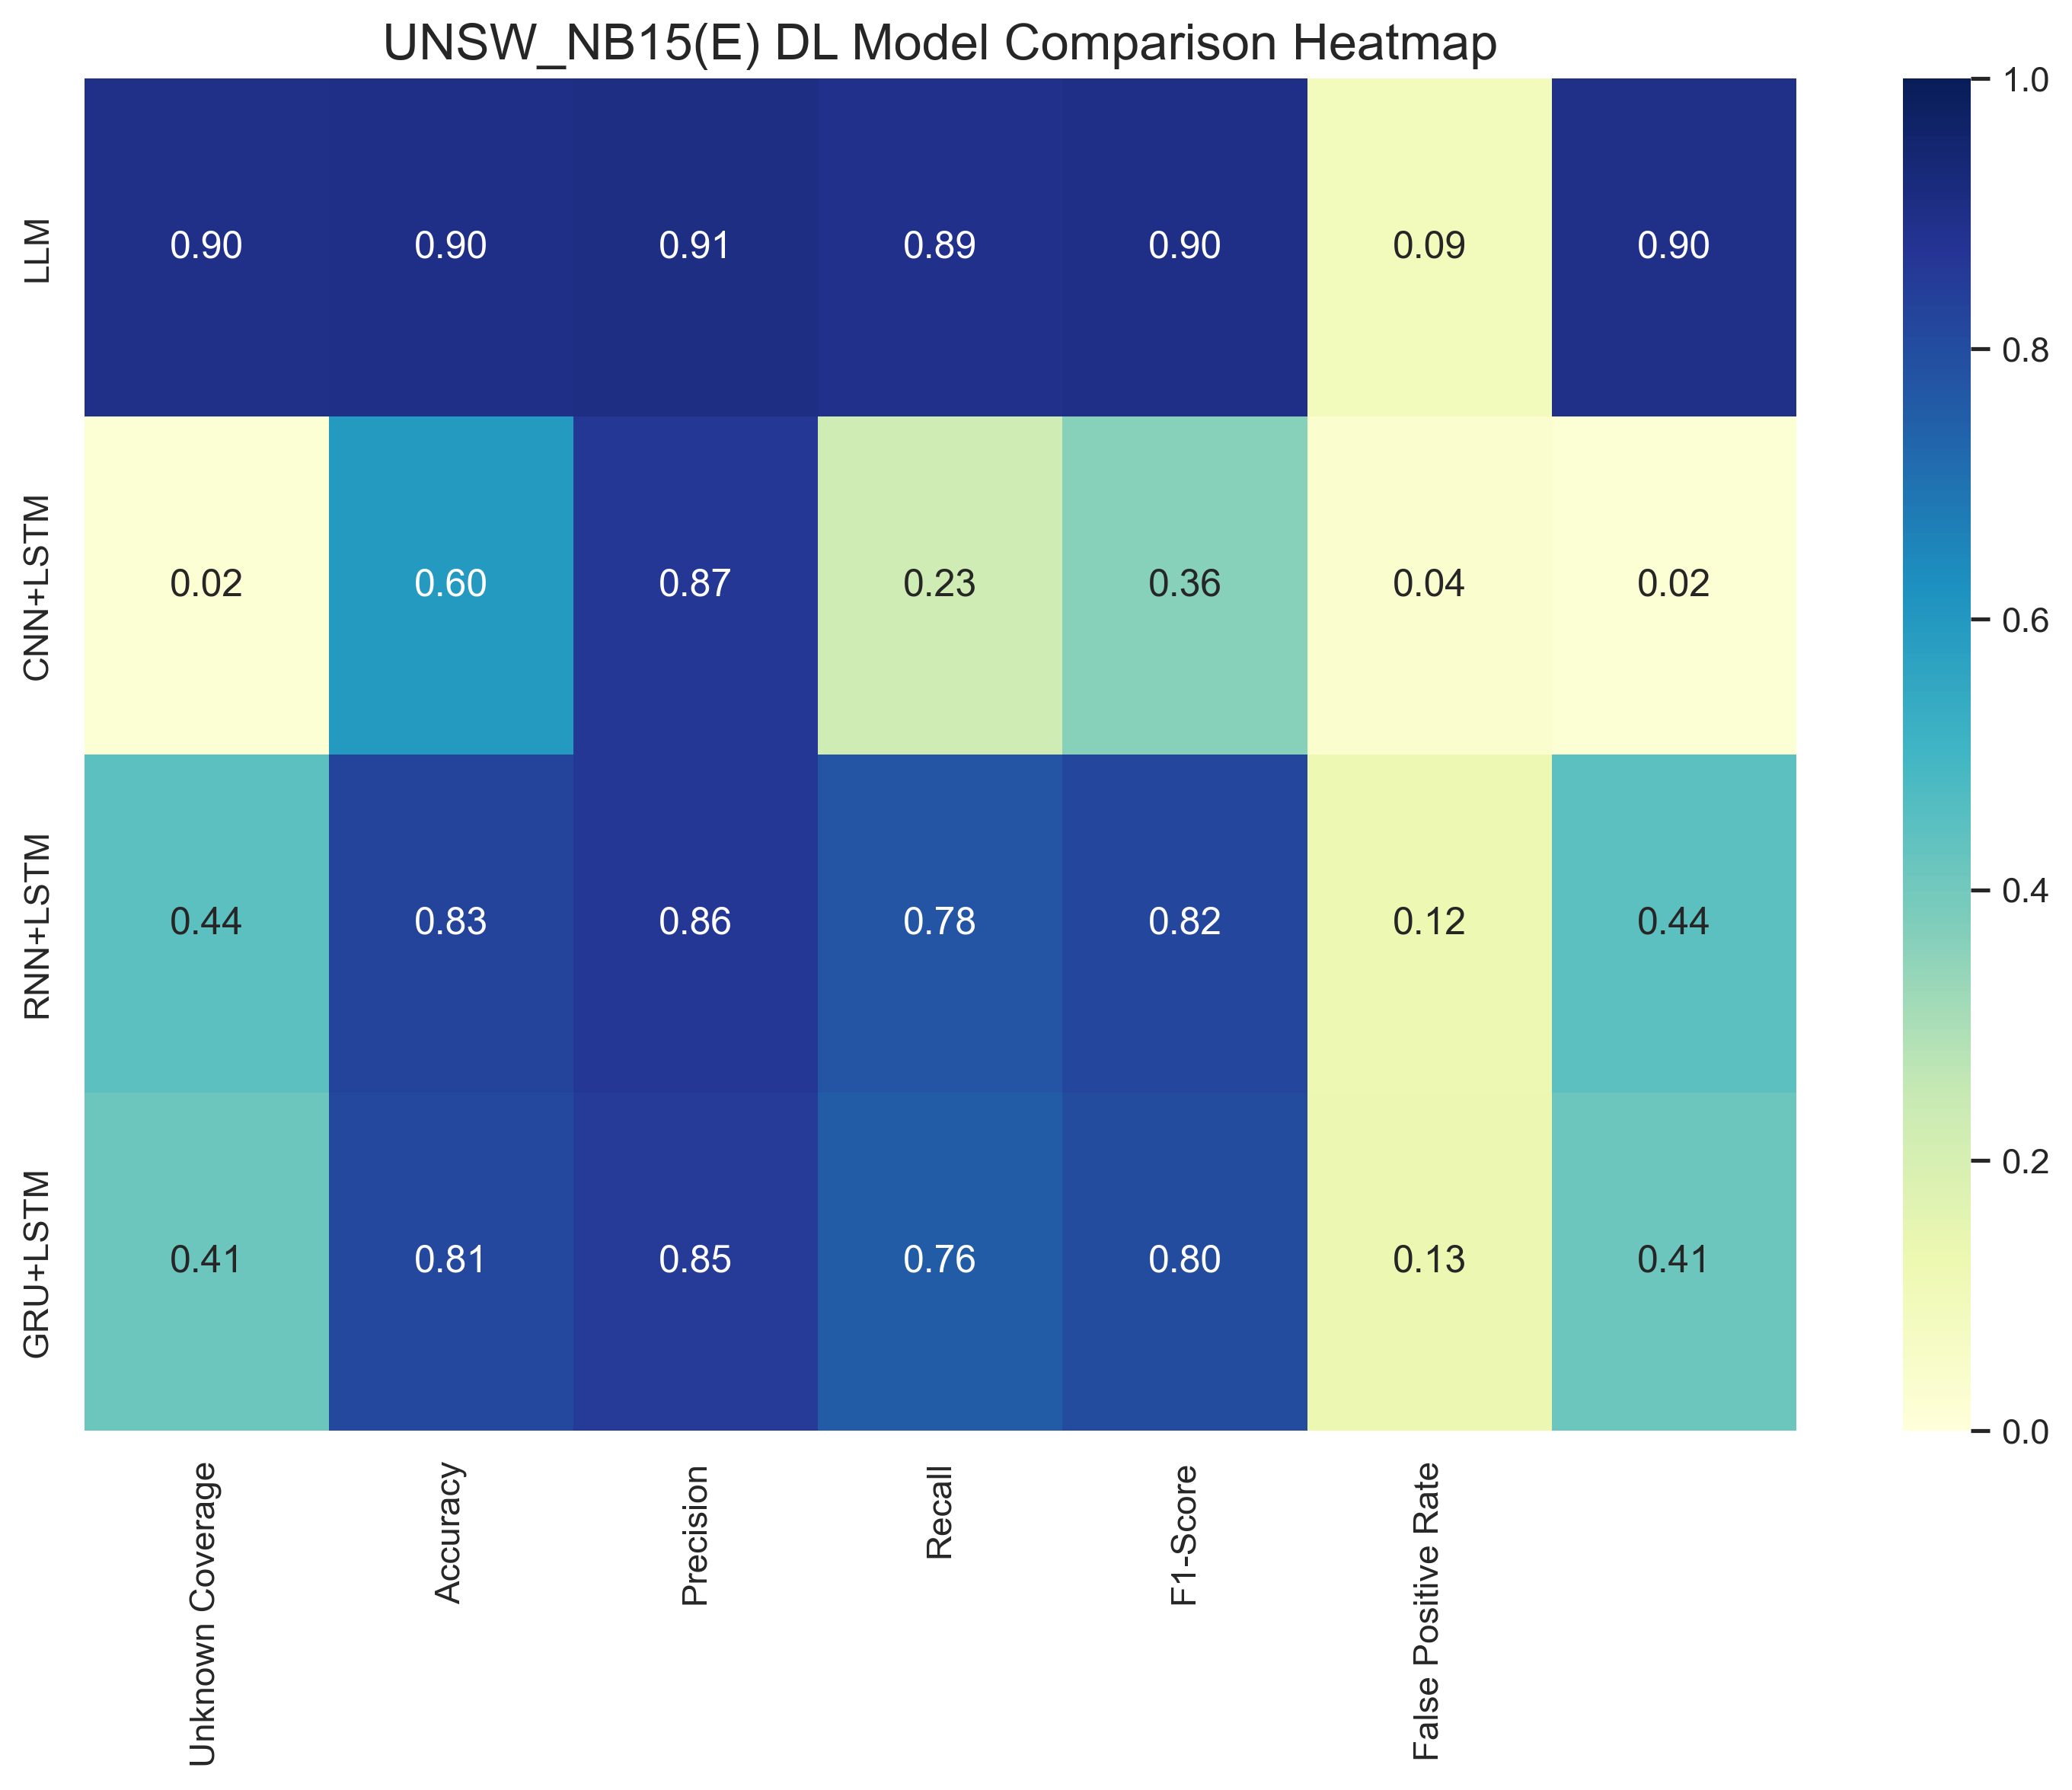 UNSW_NB15(E) DL Model Comparison Heatmap
LLM
0.90 0.90 0.91 0.89 0.90 0.09 0.90
CNN+LSTM
0.02 0.60 0.87 0.23 0.36 0.04 0.02
RNN+LSTM
0.44 0.83 0.86 0.78 0.82 0.12 0.44
GRU+LSTM
0.41 0.81 0.85 0.76 0.80 0.13 0.41
Unknown Coverage
Accuracy
Precision
Recall
F1-Score
False Positive Rate
1.0
0.8
0.6
0.4
0.2
0.0